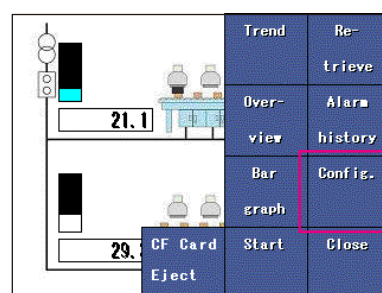 Trend
Re-
trieve
21.1
Over-
view
Alarm
history
Bar
graph
Config.
29.
CF Card
Eject
Start
Close